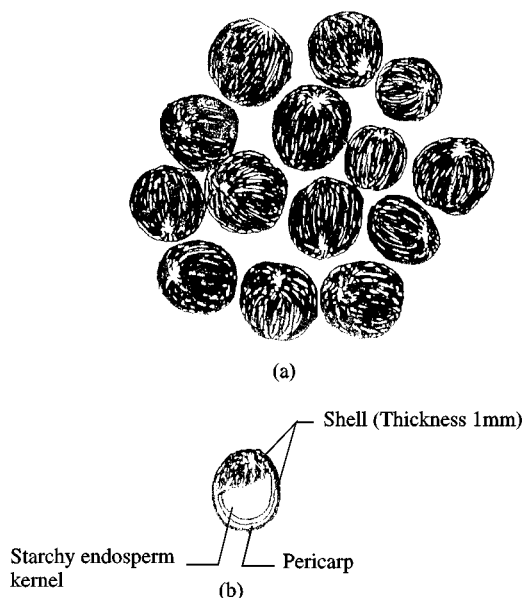 (a)
Shell (Thickness 1mm)
Starchy endosperm
kernel
Pericarp
(b)